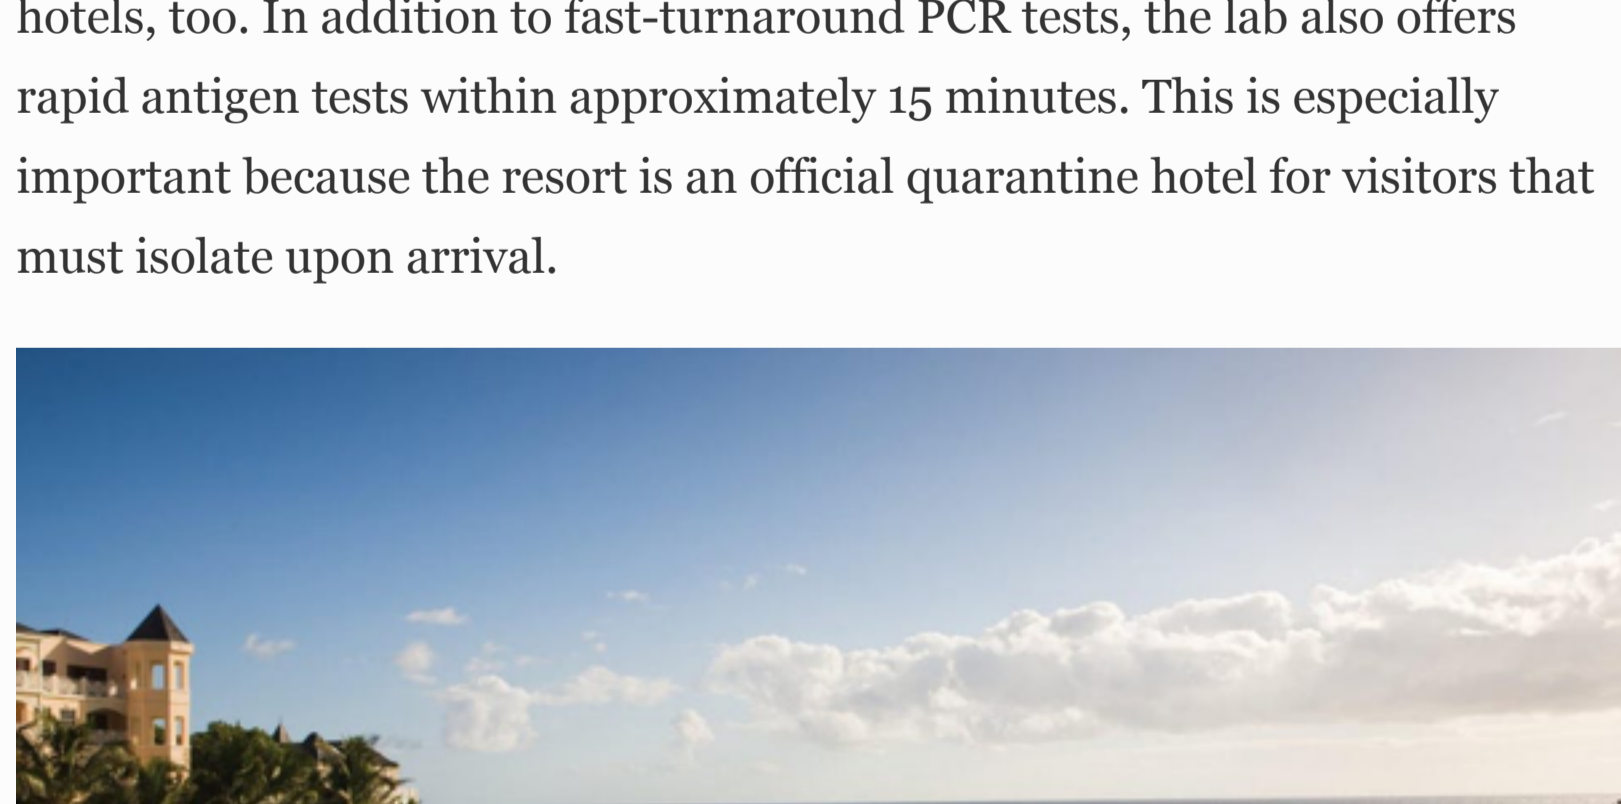 hotels, too. In addition to fast-turnaround PCR tests, the lab also offers
rapid antigen tests within approximately 15 minutes. This is especially
important because the resort is an official quarantine hotel for visitors that
must isolate upon arrival.